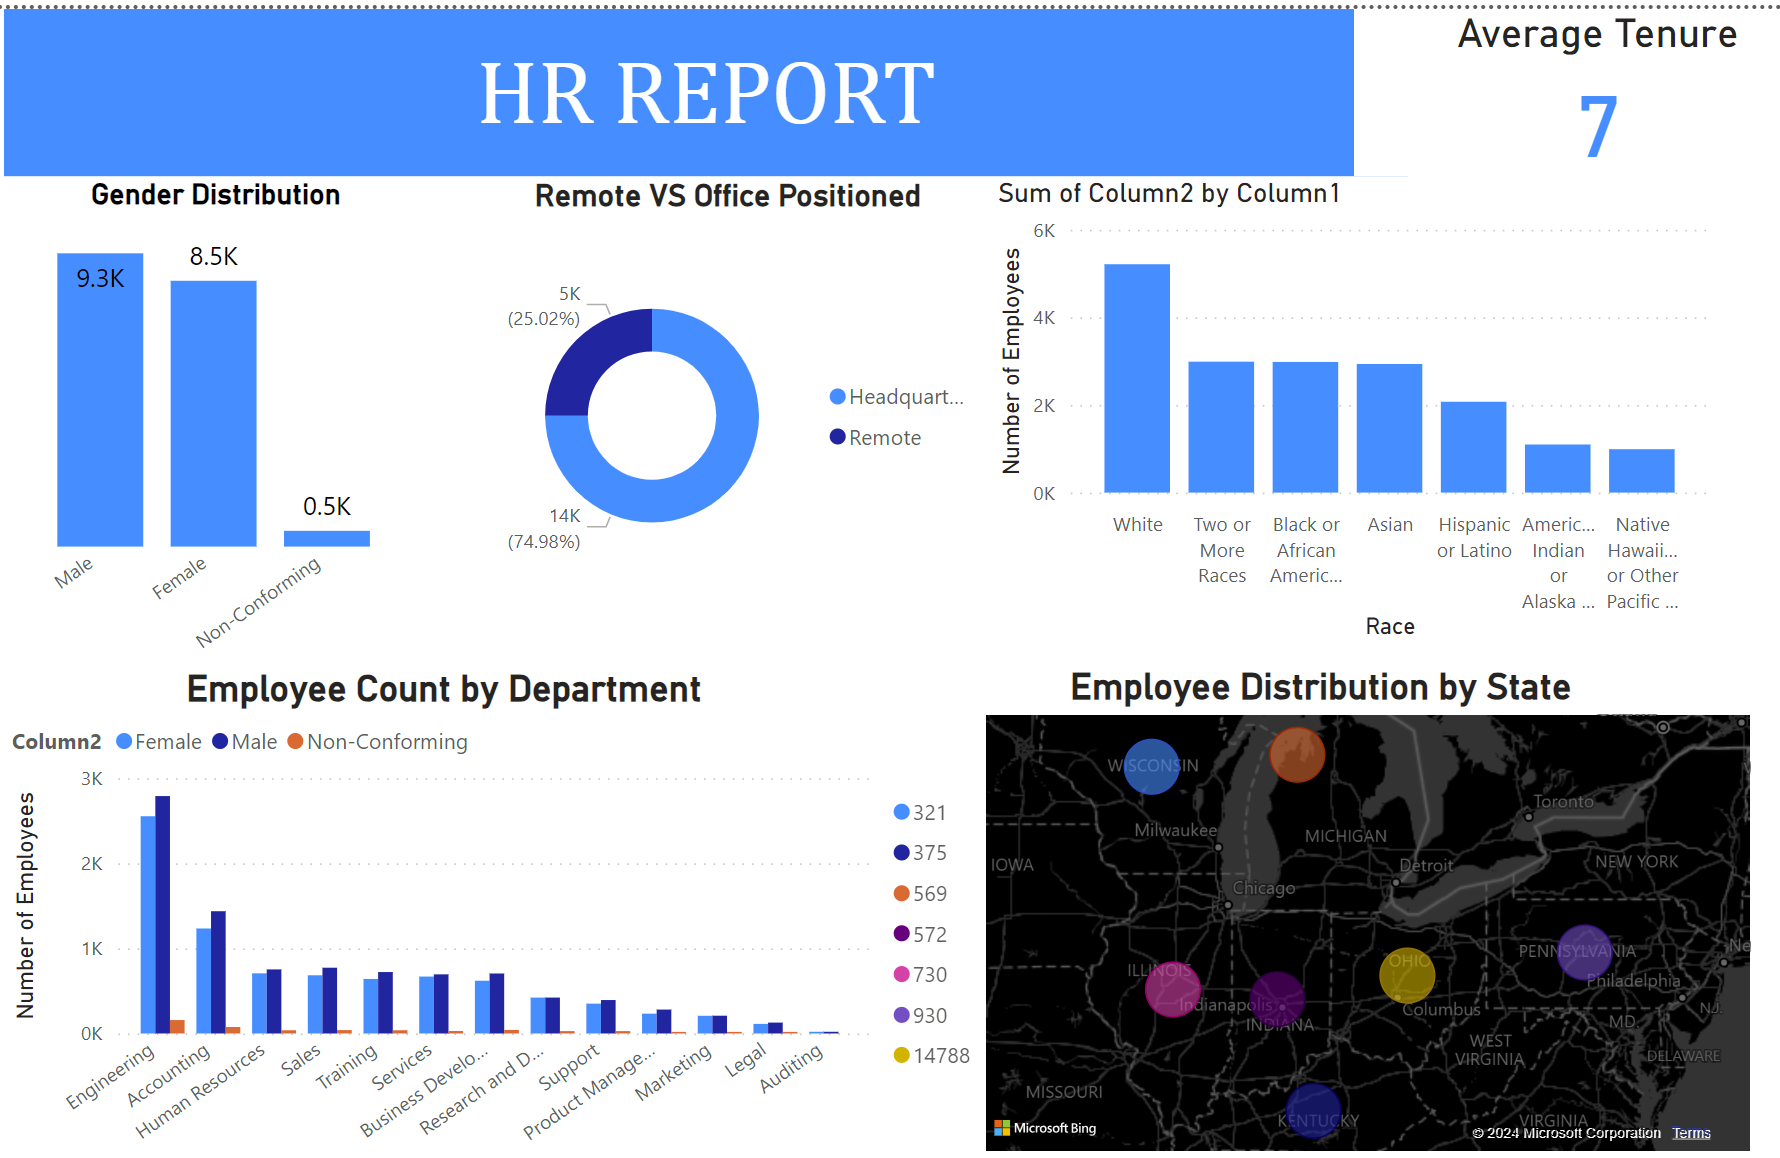 HR REPORT
Average Tenure
7
Gender Distribution
9.3K
8.5K
0.5K
Male
Female
Non-Conforming
Remote VS Office Positioned
5K
(25.02%)
14K
(74.98%)
Headquart...
Remote
Sum of Column2 by Column1
Number of Employees
6K
4K
2K
0K
White
Two or
More
Races
Black or
African
Americ...
Asian
Hispanic
or Latino
Americ...
Indian
or
Alaska ...
Native
Hawaii...
or Other
Pacific ...
Race
Employee Count by Department
Column2 Female Male Non-Conforming
Number of Employees
3K
2K
1K
0K
Engineering
Accounting
Human Resources
Sales
Training
Services
Business Develo...
Research and D...
Support
Product Manage...
Marketing
Legal
Auditing
321
375
569
572
730
930
14788
Employee Distribution by State
WISCONSIN
Toronto
Milwaukee
MICHIGAN
IOWA
Detroit
NEW YORK
Chicago
PENNSYLVANIA
Ne
OHIO
ILLINOIS
Philadelphia
Indianapolis
Columbus
N.J.
INDIANA
MD.
WEST
VIRGINIA
DELAWARE
MISSOURI
KENTUCKY
VIRGINIA
Microsoft Bing
© 2024 Microsoft Corporation Terms